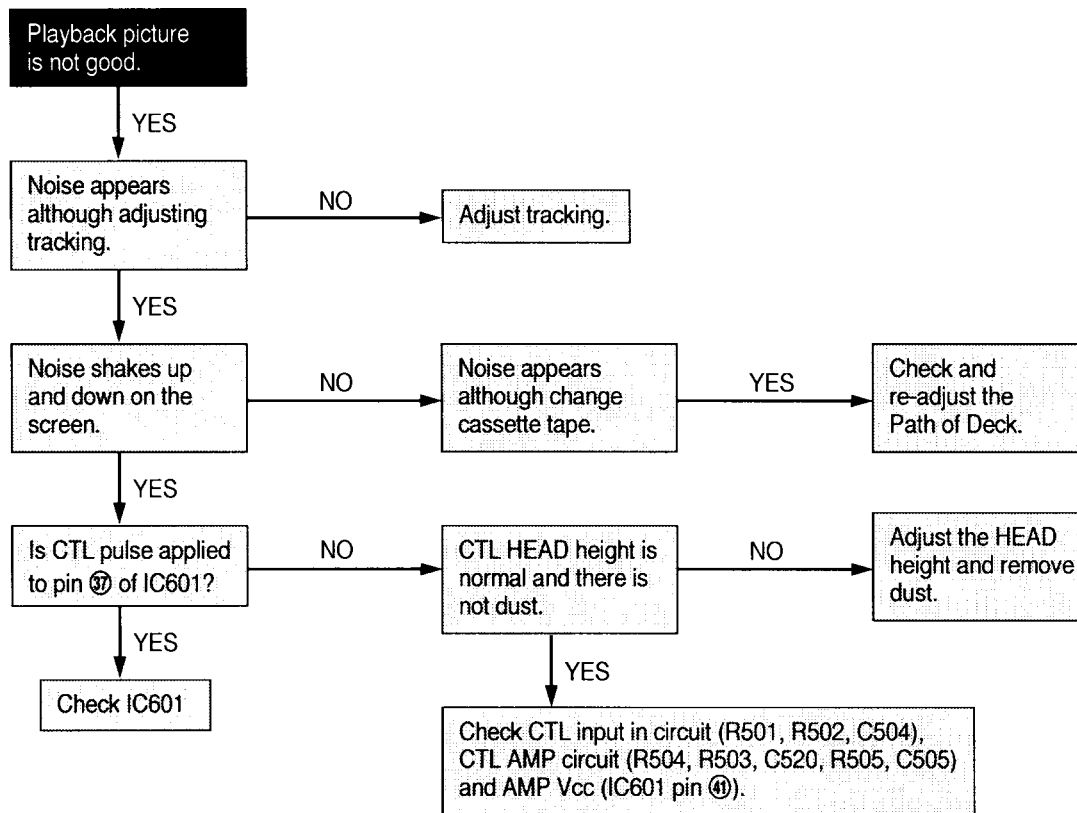 Playback picture
is not good.
YES
Noise appears
although adjusting
tracking.
NO
Adjust tracking.
YES
Noise shakes up
and down on the
screen.
NO
Noise appears
although change
cassette tape.
YES
Check and
re-adjust the
Path of Deck.
YES
Is CTL pulse applied
to pin ㊲ of IC601?
NO
CTL HEAD height is
normal and there is
not dust.
NO
Adjust the HEAD
height and remove
dust.
YES
Check IC601
YES
Check CTL input in circuit (R501, R502, C504),
CTL AMP circuit (R504, R503, C520, R505, C505)
and AMP Vcc (IC601 pin ㊶).